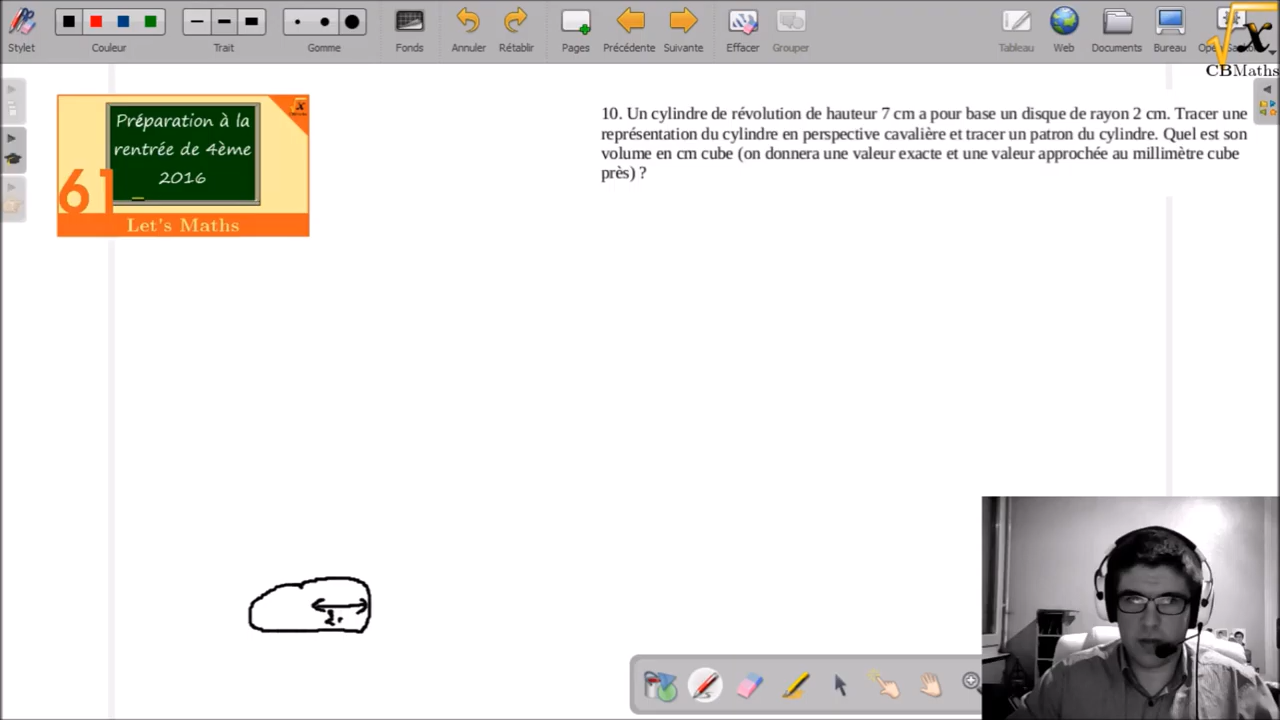 Stylet
Couleur
Trait
Gomme
Fonds
Annuler
Rétablir
Pages
Précédente
Suivante
Effacer
Grouper
Tableau
Web
Documents
Bureau
x
CBMaths
Préparation à la
rentrée de 4ème
2016
61
Let's Maths
10. Un cylindre de révolution de hauteur 7 cm a pour base un disque de rayon 2 cm. Tracer une
représentation du cylindre en perspective cavalière et tracer un patron du cylindre. Quel est son
volume en cm cube (on donnera une valeur exacte et une valeur approchée au millimètre cube
près) ?